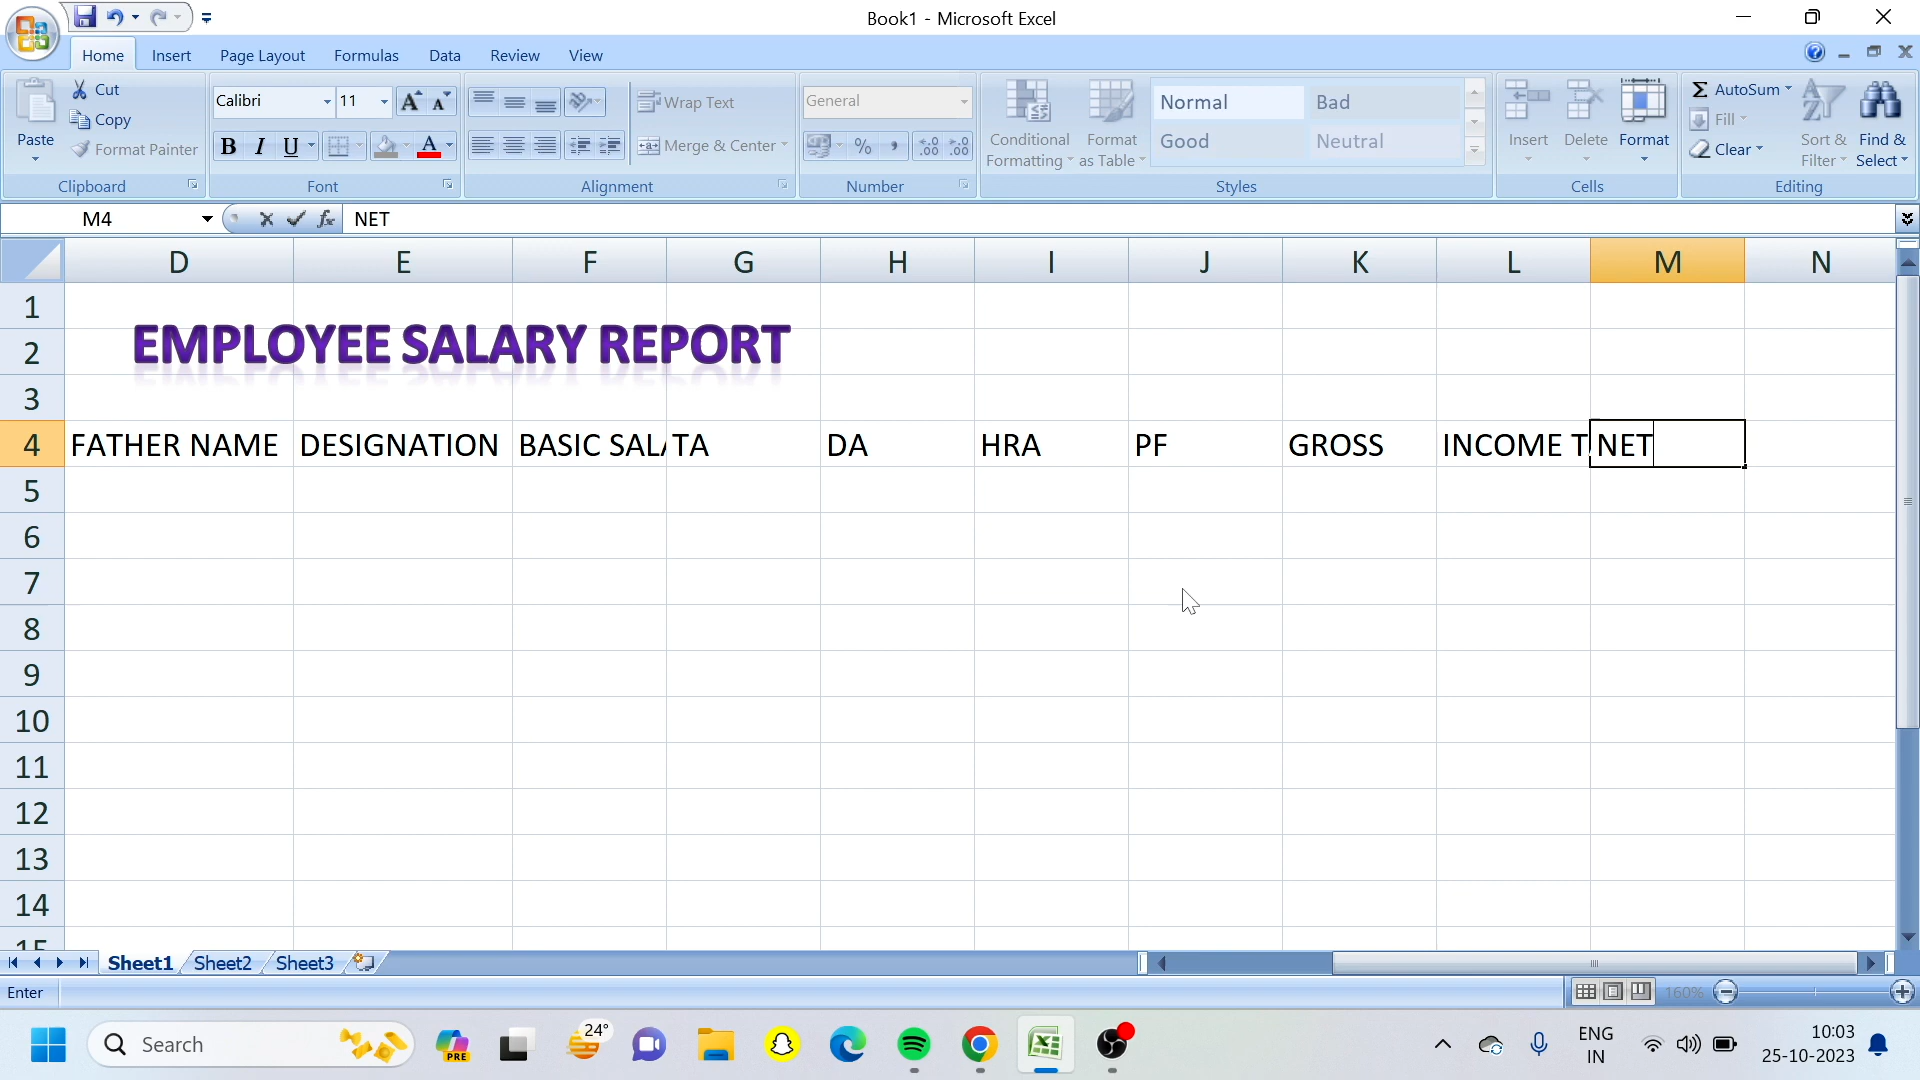 Book1 - Microsoft Excel
Home Insert Page Layout Formulas Data Review View
Paste
Cut
Copy
Format Painter
Clipboard
Calibri 11
B I U A
Font
Wrap Text
Merge & Center
Alignment
General
%
Number
Conditional Formatting
Format as Table
Normal Bad
Good Neutral
Styles
Insert Delete Format
Cells
Σ AutoSum
Fill
Clear
Sort & Filter
Find & Select
Editing
M4 fx NET
D E F G H I J K L M N
1
EMPLOYEE SALARY REPORT
2
3
4 FATHER NAME DESIGNATION BASIC TA DA HRA PF GROSS INCOME NET
5
6
7
8
9
10
11
12
13
14
15
Sheet1 Sheet2 Sheet3
Enter 160%
Search PRE 24° ENG IN 10:03 25-10-2023